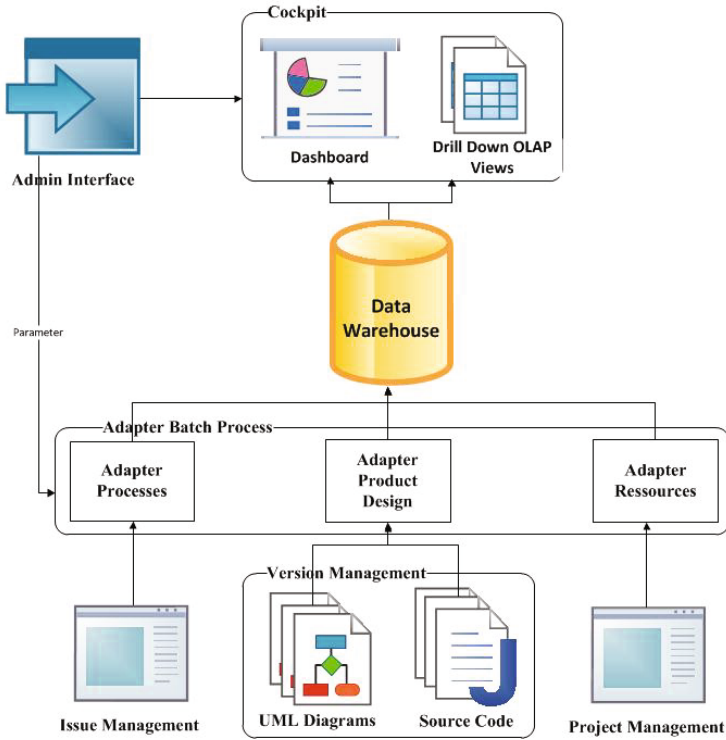 Cockpit
Dashboard
Drill Down OLAP
Views
Admin Interface
Data
Warehouse
Parameter
Adapter Batch Process
Adapter
Processes
Adapter
Product
Design
Adapter
Ressources
Version Management
Issue Management
UML Diagrams
Source Code
Project Management